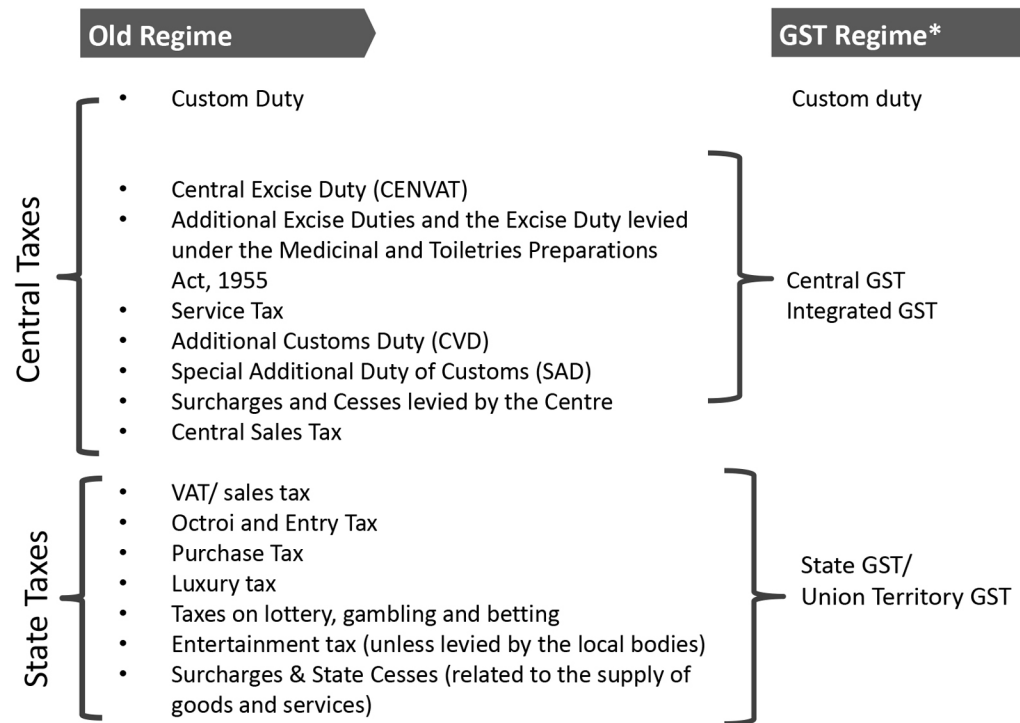 Old Regime
GST Regime*
Central Taxes
• Custom Duty
Custom duty
• Central Excise Duty (CENVAT)
• Additional Excise Duties and the Excise Duty levied
under the Medicinal and Toiletries Preparations
Act, 1955
• Service Tax
• Additional Customs Duty (CVD)
• Special Additional Duty of Customs (SAD)
• Surcharges and Cesses levied by the Centre
• Central Sales Tax
Central GST
Integrated GST
State Taxes
• VAT/ sales tax
• Octroi and Entry Tax
• Purchase Tax
• Luxury tax
• Taxes on lottery, gambling and betting
• Entertainment tax (unless levied by the local bodies)
• Surcharges & State Cesses (related to the supply of
goods and services)
State GST/
Union Territory GST